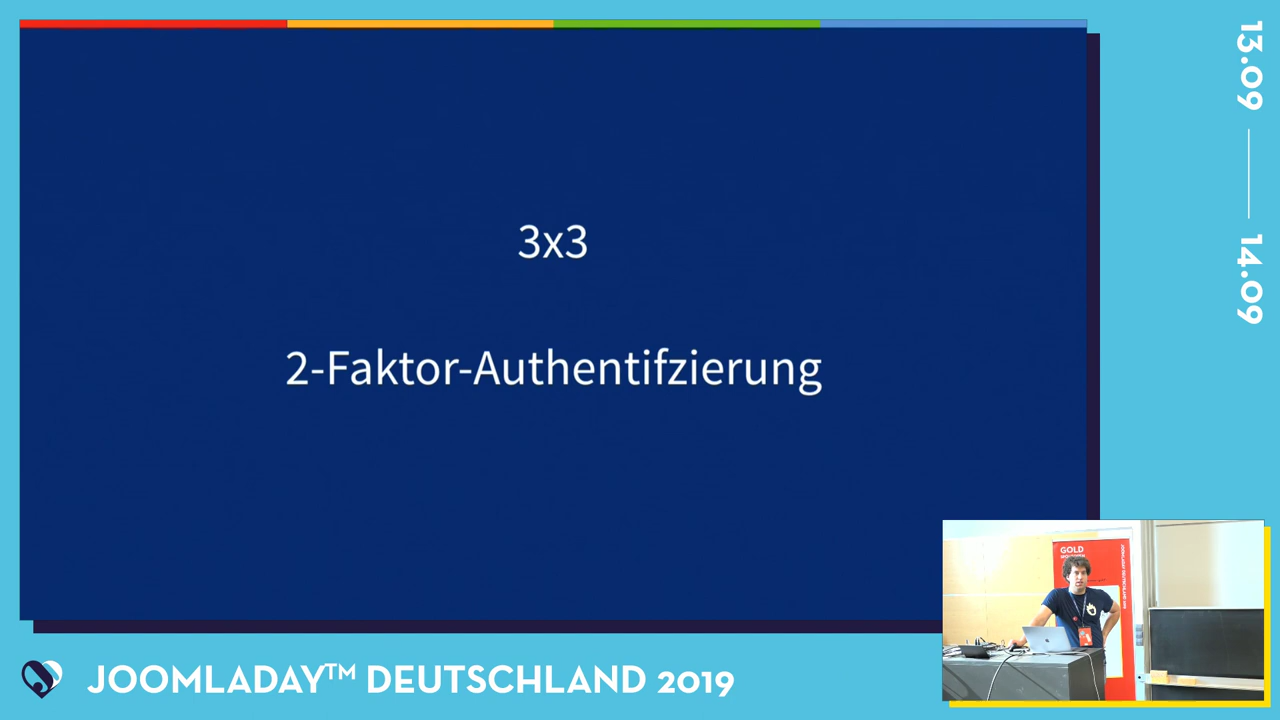 3x3
2-Faktor-Authentifzierung
13.09
14.09
JOOMLADAY™ DEUTSCHLAND 2019
GOLD